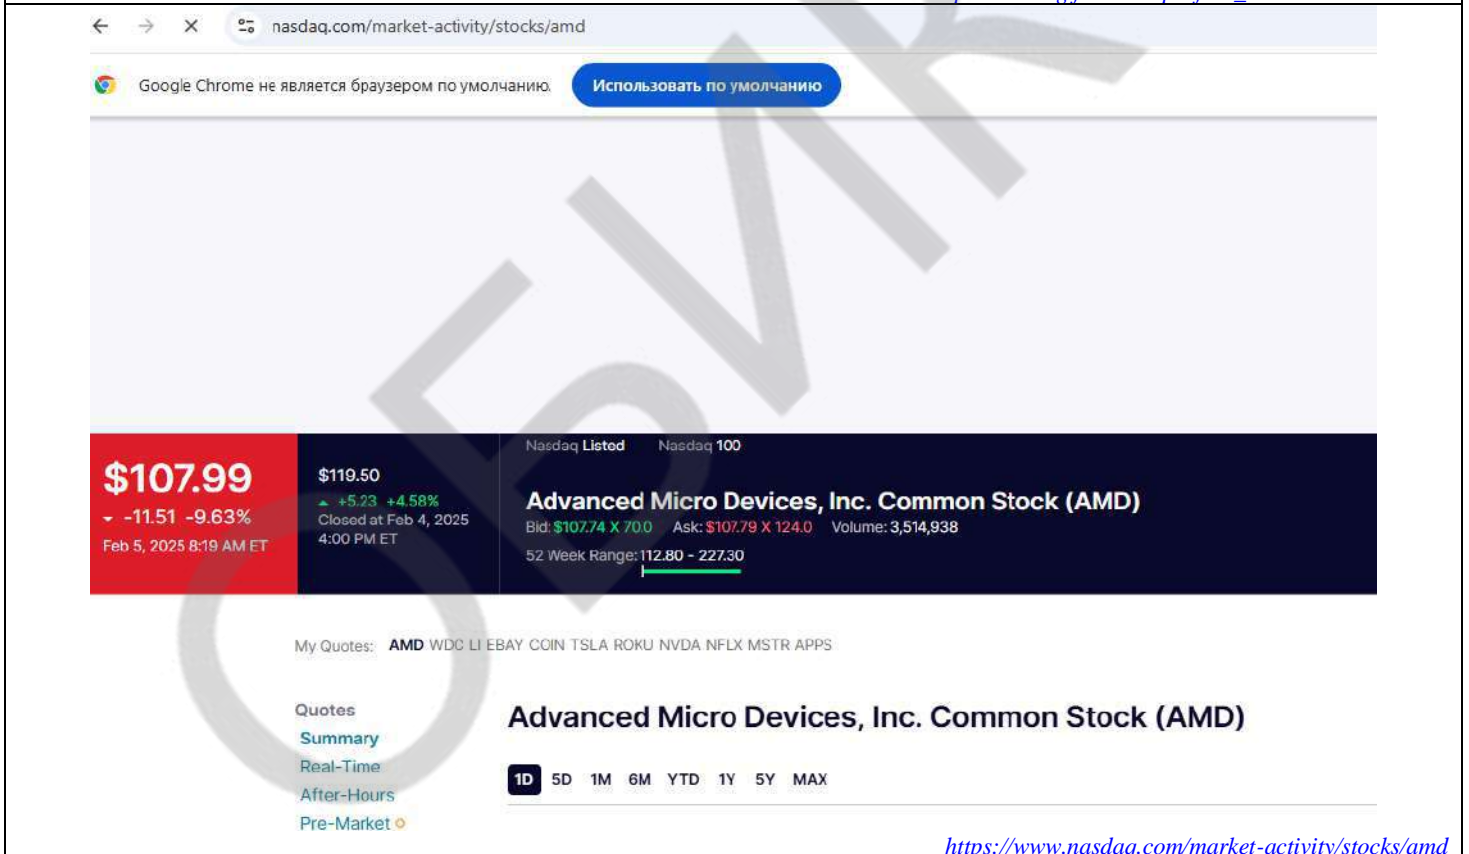 nasdaq.com/market-activity/stocks/amd
Google Chrome не является браузером по умолчанию.
Использовать по умолчанию
Nasdaq Listed Nasdaq 100
$107.99
-11.51 -9.63%
Feb 5, 2025 8:19 AM ET
$119.50
+5.23 +4.58%
Closed at Feb 4, 2025
4:00 PM ET
Advanced Micro Devices, Inc. Common Stock (AMD)
Bid: $107.74 X 70.0 Ask: $107.79 X 124.0 Volume: 3,514,938
52 Week Range: 112.80 - 227.30
My Quotes: AMD WDC LI EBAY COIN TSLA ROKU NVDA NFLX MSTR APPS
Quotes
Summary
Real-Time
After-Hours
Pre-Market
Advanced Micro Devices, Inc. Common Stock (AMD)
1D 5D 1M 6M YTD 1Y 5Y MAX
https://www.nasdaq.com/market-activity/stocks/amd
ОБИК